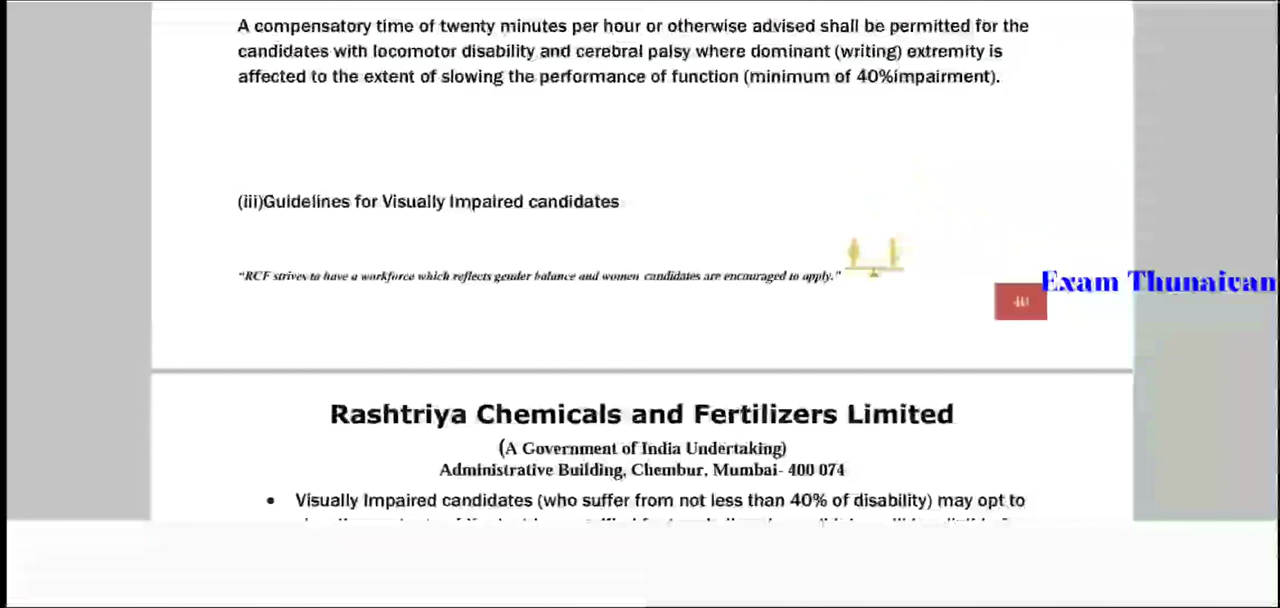 A compensatory time of twenty minutes per hour or otherwise advised shall be permitted for the
candidates with locomotor disability and cerebral palsy where dominant (writing) extremity is
affected to the extent of slowing the performance of function (minimum of 40%impairment).
(iii)Guidelines for Visually Impaired candidates
“RCF strives to have a workforce which reflects gender balance and women candidates are encouraged to apply.”
Exam Thunaivan
Rashtriya Chemicals and Fertilizers Limited
(A Government of India Undertaking)
Administrative Building, Chembur, Mumbai- 400 074
• Visually Impaired candidates (who suffer from not less than 40% of disability) may opt to